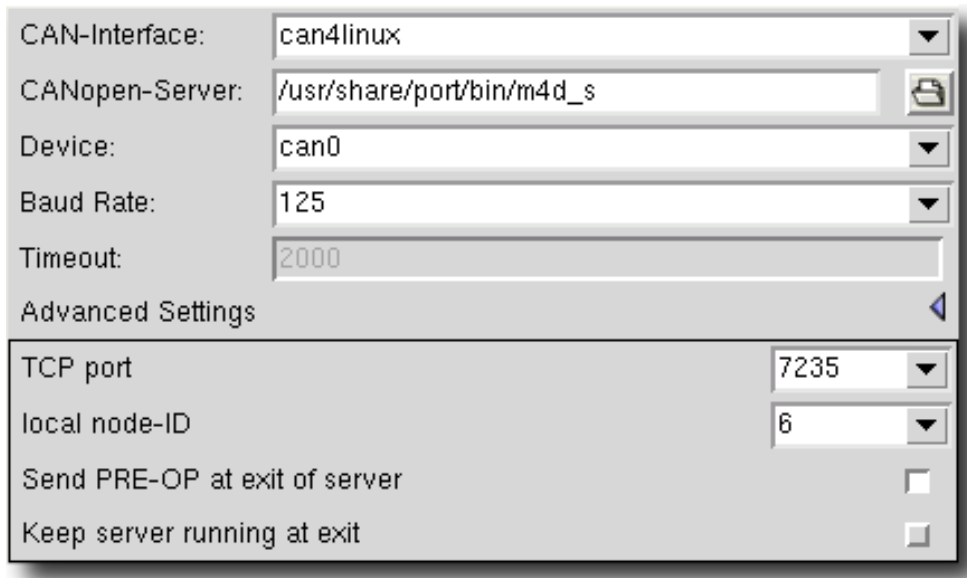 CAN-Interface: can4linux
CANopen-Server: /usr/share/port/bin/m4d_s
Device: can0
Baud Rate: 125
Timeout: 2000
Advanced Settings
TCP port 7235
local node-ID 6
Send PRE-OP at exit of server
Keep server running at exit